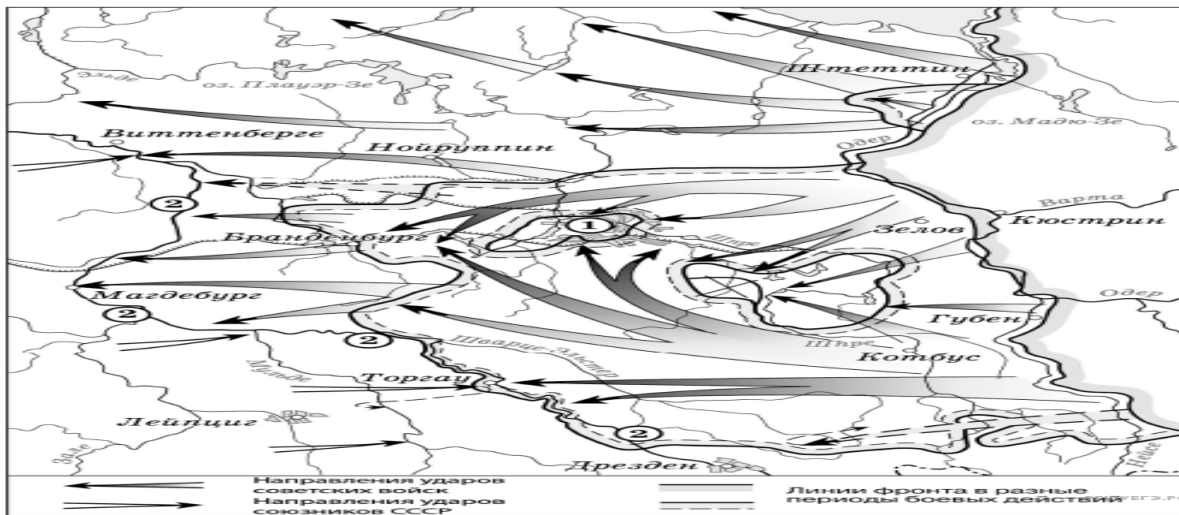 Штеттин
Эльде
оз. Плауэр-Зе
оз. Мадю-Зе
Виттенберге
Нойруппин
Одер
2
Варта
Кюстрин
1
Бранденбург
Шпре
Зелов
Магдебург
Одер
2
Губен
2
Шварце-Эльстер
Шпре
Котбус
Мульде
Торгау
Лейпциг
2
Зале
Дрезден
Нейсе
Направления ударов
советских войск
Направления ударов
союзников СССР
Линии фронта в разные
периоды боевых действий